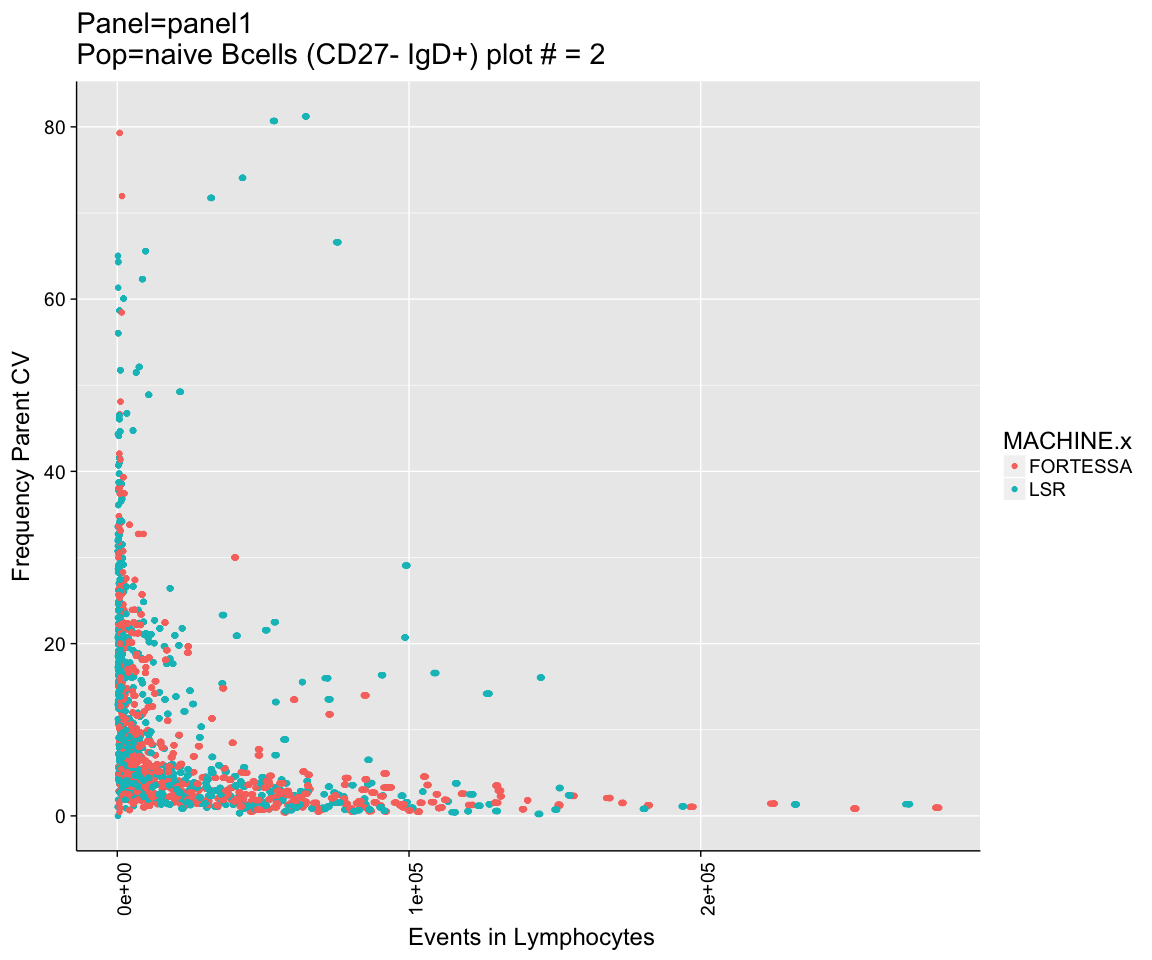 Panel=panel1
Pop=naive Bcells (CD27- IgD+) plot # = 2
80
60
40
20
0
Frequency Parent CV
0e+00
1e+05
2e+05
Events in Lymphocytes
MACHINE.x
FORTESSA
LSR